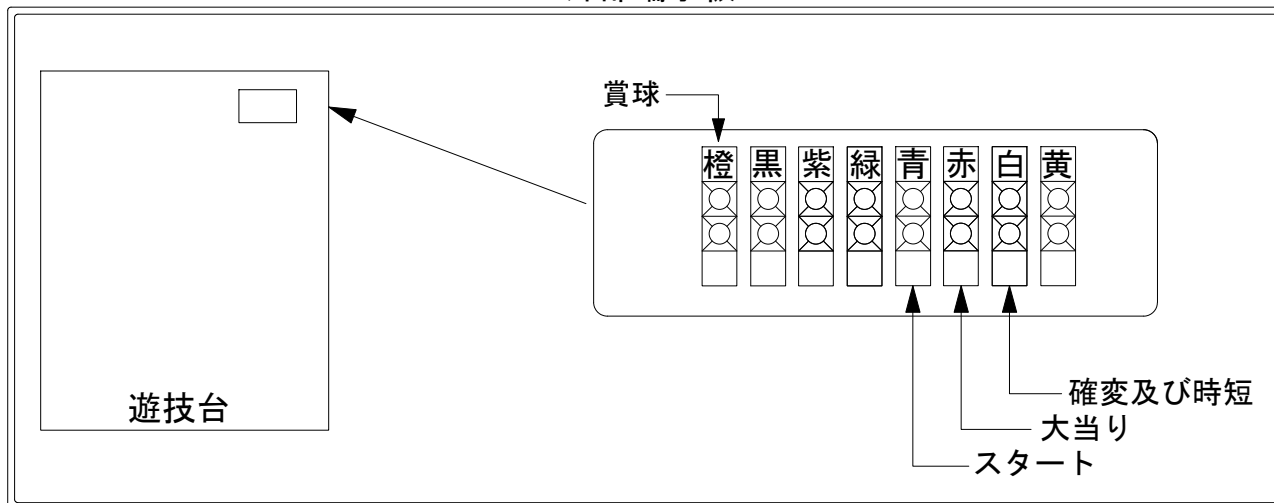 賞球
橙 黒 紫 緑 青 赤 白 黄
遊技台
確変及び時短
大当り
スタート